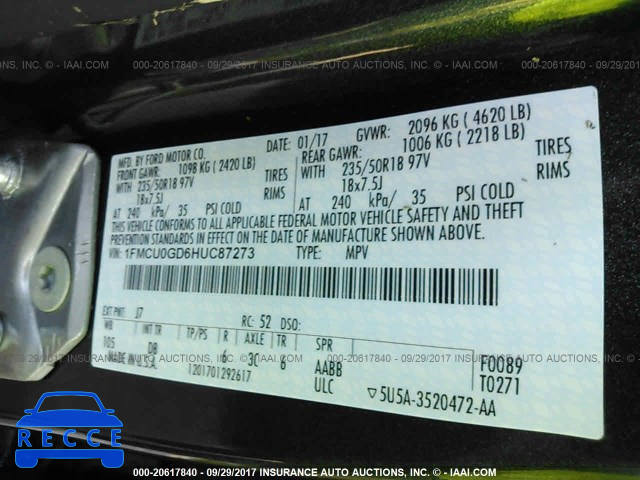 000-20617840 - 09/29/2017 INSURANCE AUTO AUCTIONS, INC. - ©IAAI.COM
MFD. BY FORD MOTOR CO.
DATE: 01/17 GVWR: 2096 KG ( 4620 LB)
FRONT GAWR: 1098 KG ( 2420 LB) REAR GAWR: 1006 KG ( 2218 LB)
WITH 235/50R18 97V TIRES WITH 235/50R18 97V TIRES
18x7.5J RIMS 18x7.5J RIMS
AT 240 kPa/ 35 PSI COLD AT 240 kPa/ 35 PSI COLD
THIS VEHICLE CONFORMS TO ALL APPLICABLE FEDERAL MOTOR VEHICLE SAFETY AND THEFT
PREVENTION STANDARDS IN EFFECT ON THE DATE OF MANUFACTURE SHOWN ABOVE.
VIN: 1FMCU0GD6HUC87273 TYPE: MPV
EXT PNT: J7 RC: 52 DSO:
WB INT TR TP/PS R AXLE TR SPR
105 DB 6 3C 6 AABB F0089
MADE IN U.S.A. 1201701292617 ULC T0271
▽5U5A-3520472-AA
000-20617840 - 09/29/2017 INSURANCE AUTO AUCTIONS, INC. - ©IAAI.COM
000-20617840 - 09/29/2017 INSURANCE AUTO AUCTIONS, INC. - ©IAAI.COM